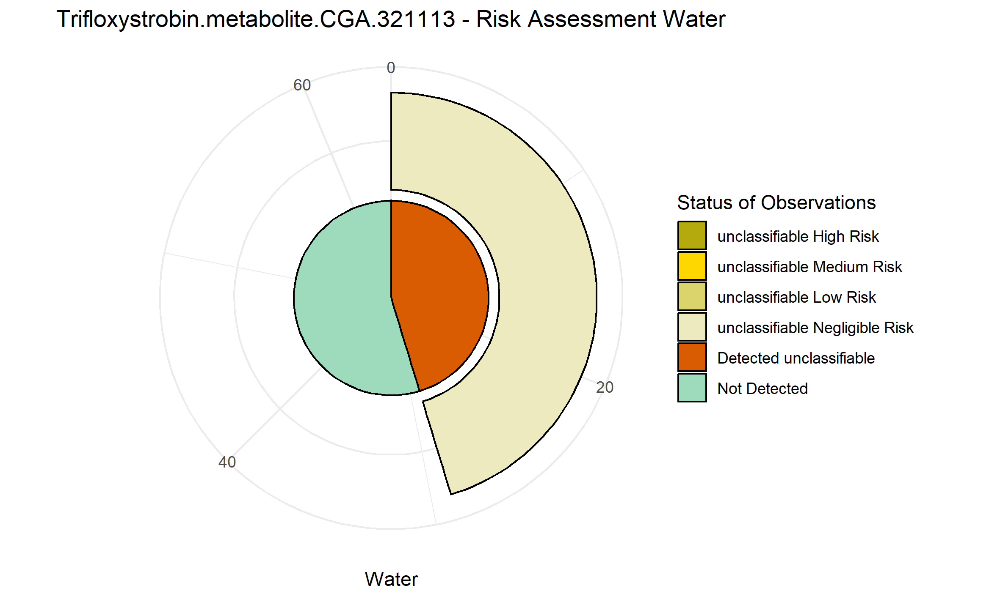 Trifloxystrobin.metabolite.CGA.321113 - Risk Assessment Water
0
60
20
40
Water
Status of Observations
unclassifiable High Risk
unclassifiable Medium Risk
unclassifiable Low Risk
unclassifiable Negligible Risk
Detected unclassifiable
Not Detected